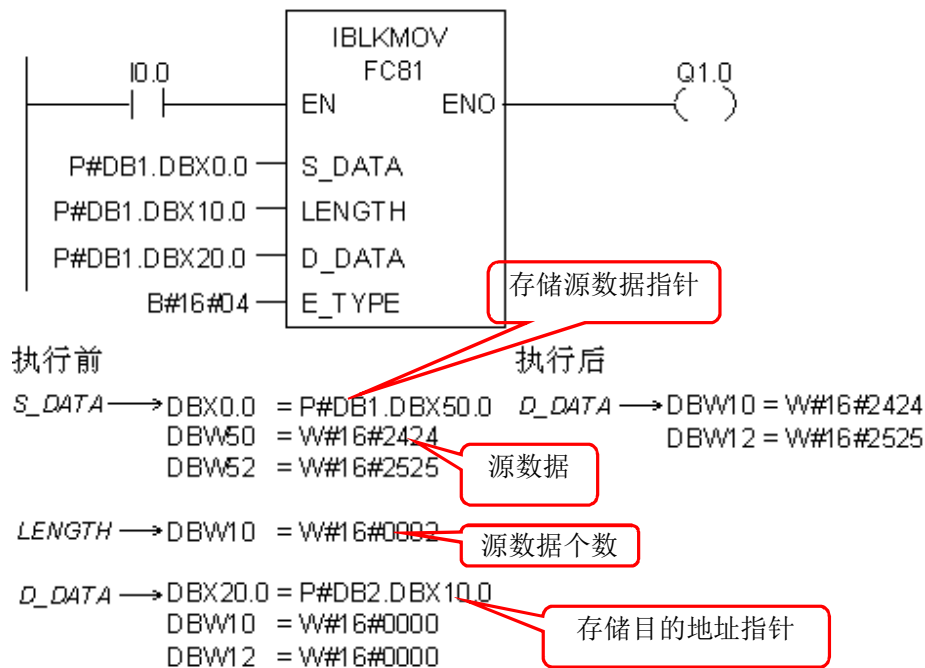 IBLKMOV
FC81
I0.0
Q1.0
EN ENO
P#DB1.DBX0.0 S_DATA
P#DB1.DBX10.0 LENGTH
P#DB1.DBX20.0 D_DATA
B#16#04 E_TYPE
存储源数据指针
执行前
执行后
S_DATA DBX0.0 = P#DB1.DBX50.0
D_DATA DBW10 = W#16#2424
DBW50 = W#16#2424
DBW12 = W#16#2525
DBW52 = W#16#2525
源数据
LENGTH DBW10 = W#16#0002
源数据个数
D_DATA DBX20.0 = P#DB2.DBX10.0
DBW10 = W#16#0000
存储目的地址指针
DBW12 = W#16#0000